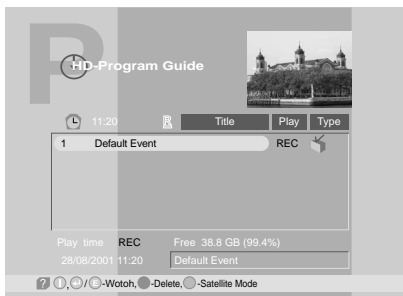 HD-Program Guide
11:20 R Title Play Type
1 Default Event REC
Play time REC Free 38.8 GB (99.4%)
28/08/2001 11:20 Default Event
? i, / E -Wotoh, -Delete, -Satellite Mode